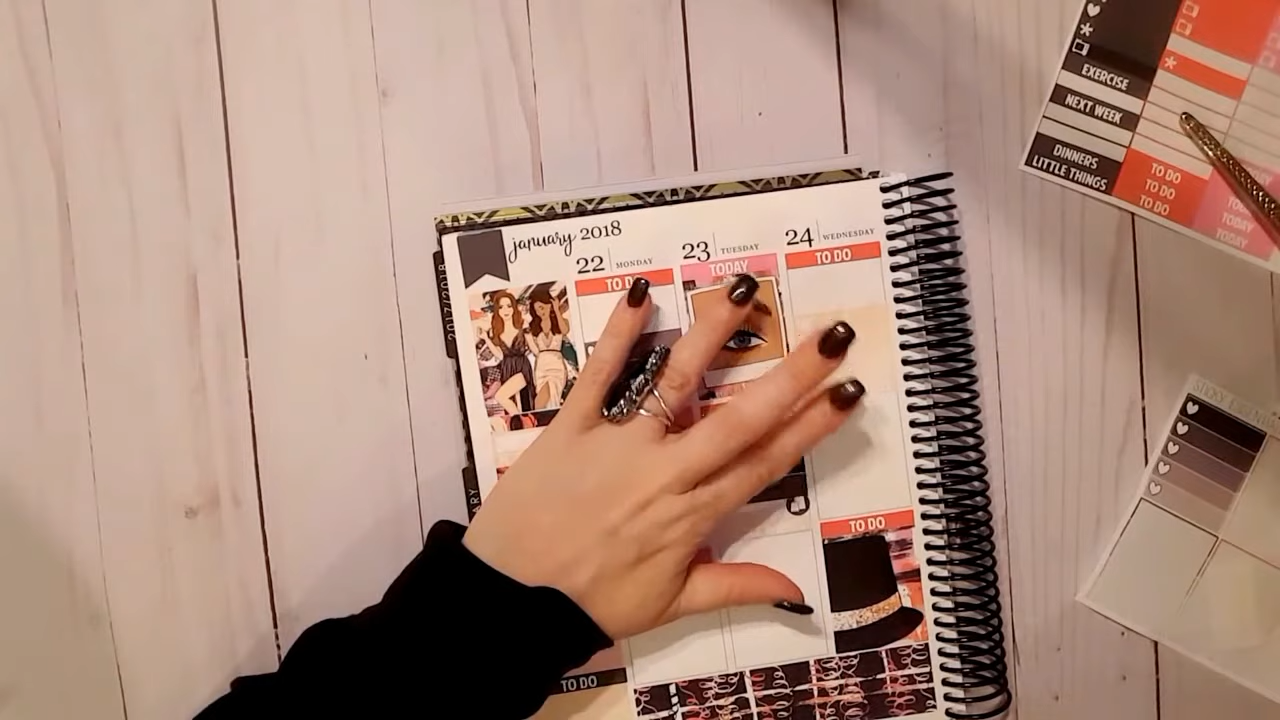 january 2018
22 MONDAY
23 TUESDAY
24 WEDNESDAY
TO DO
TODAY
TO DO
2017/2018
TO DO
TO DO
EXERCISE
NEXT WEEK
DINNERS
LITTLE THINGS
TO DO
TO DO
TO DO
TODAY
TODAY
STICKY